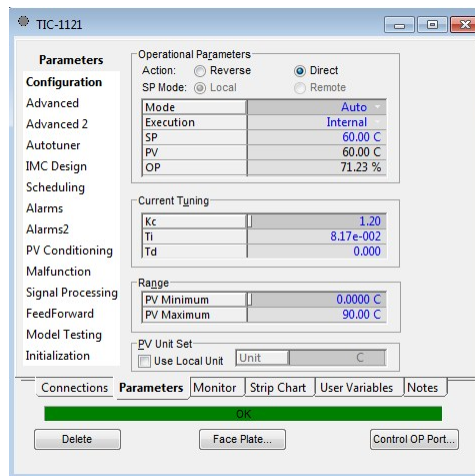 TIC-1121
Parameters
Configuration
Advanced
Advanced 2
Autotuner
IMC Design
Scheduling
Alarms
Alarms2
PV Conditioning
Malfunction
Signal Processing
FeedForward
Model Testing
Initialization
Operational Parameters
Action: Reverse Direct
SP Mode: Local Remote
Mode Auto
Execution Internal
SP 60.00 C
PV 60.00 C
OP 71.23 %
Current Tuning
Kc 1.20
Ti 8.17e-002
Td 0.000
Range
PV Minimum 0.0000 C
PV Maximum 90.00 C
PV Unit Set
Use Local Unit Unit C
Connections Parameters Monitor Strip Chart User Variables Notes
OK
Delete Face Plate... Control OP Port...